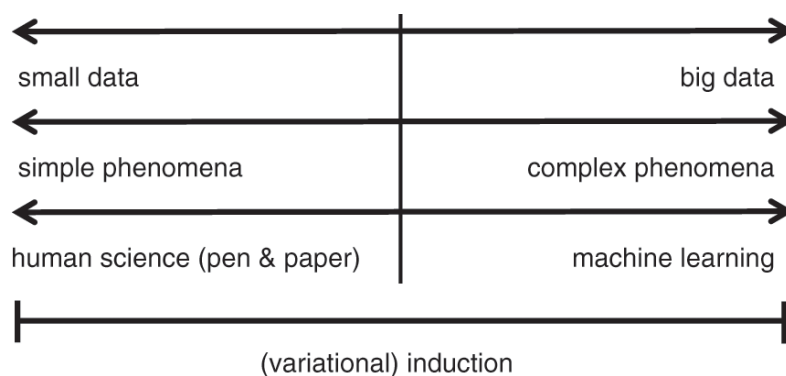 small data
big data
simple phenomena
complex phenomena
human science (pen & paper)
machine learning
(variational) induction